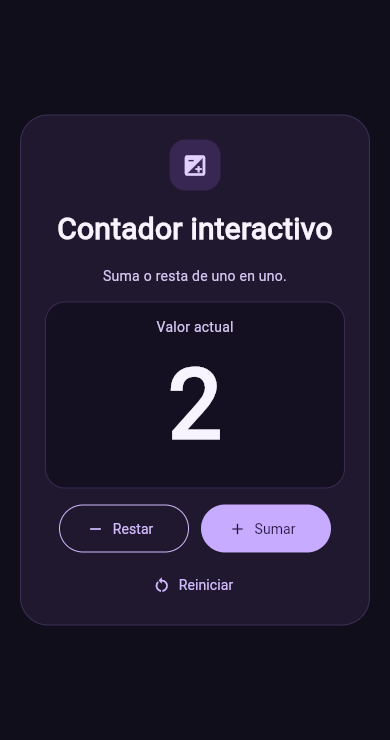 Contador interactivo
Suma o resta de uno en uno.
Valor actual
2
Restar
Sumar
Reiniciar